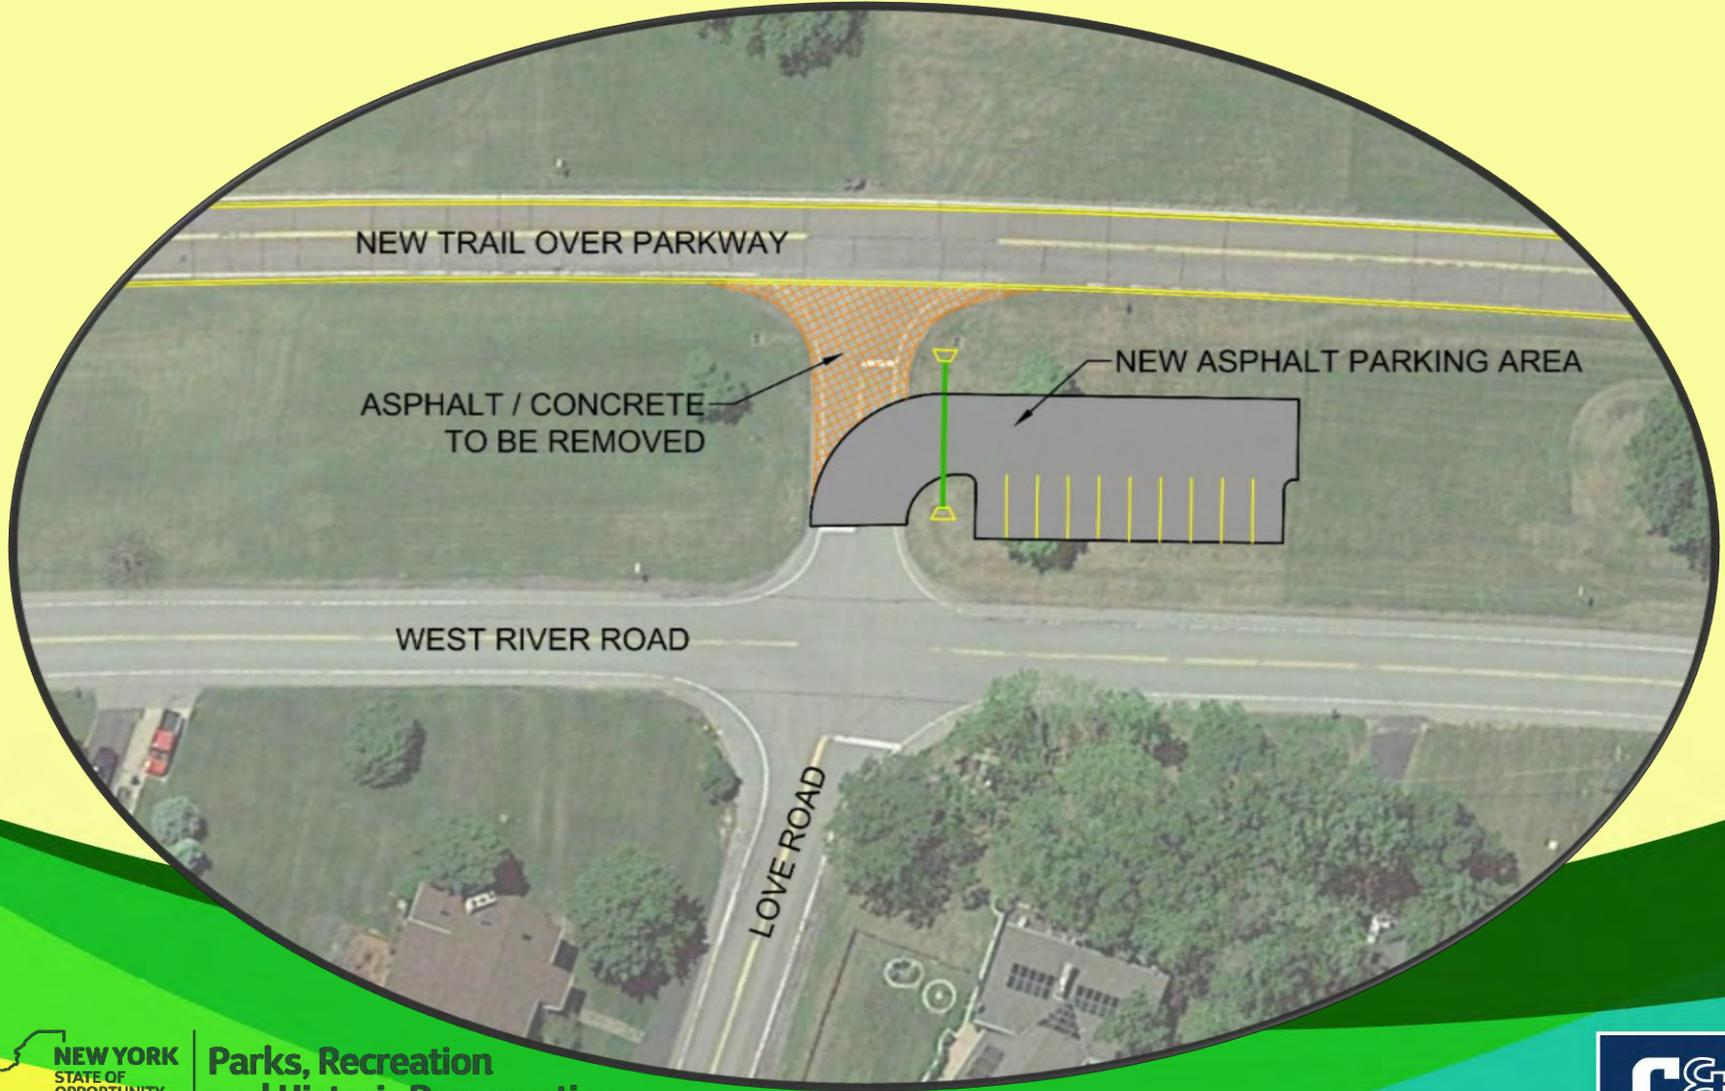 NEW TRAIL OVER PARKWAY
NEW ASPHALT PARKING AREA
ASPHALT / CONCRETE
TO BE REMOVED
WEST RIVER ROAD
LOVE ROAD
NEW YORK
STATE OF
OPPORTUNITY
Parks, Recreation